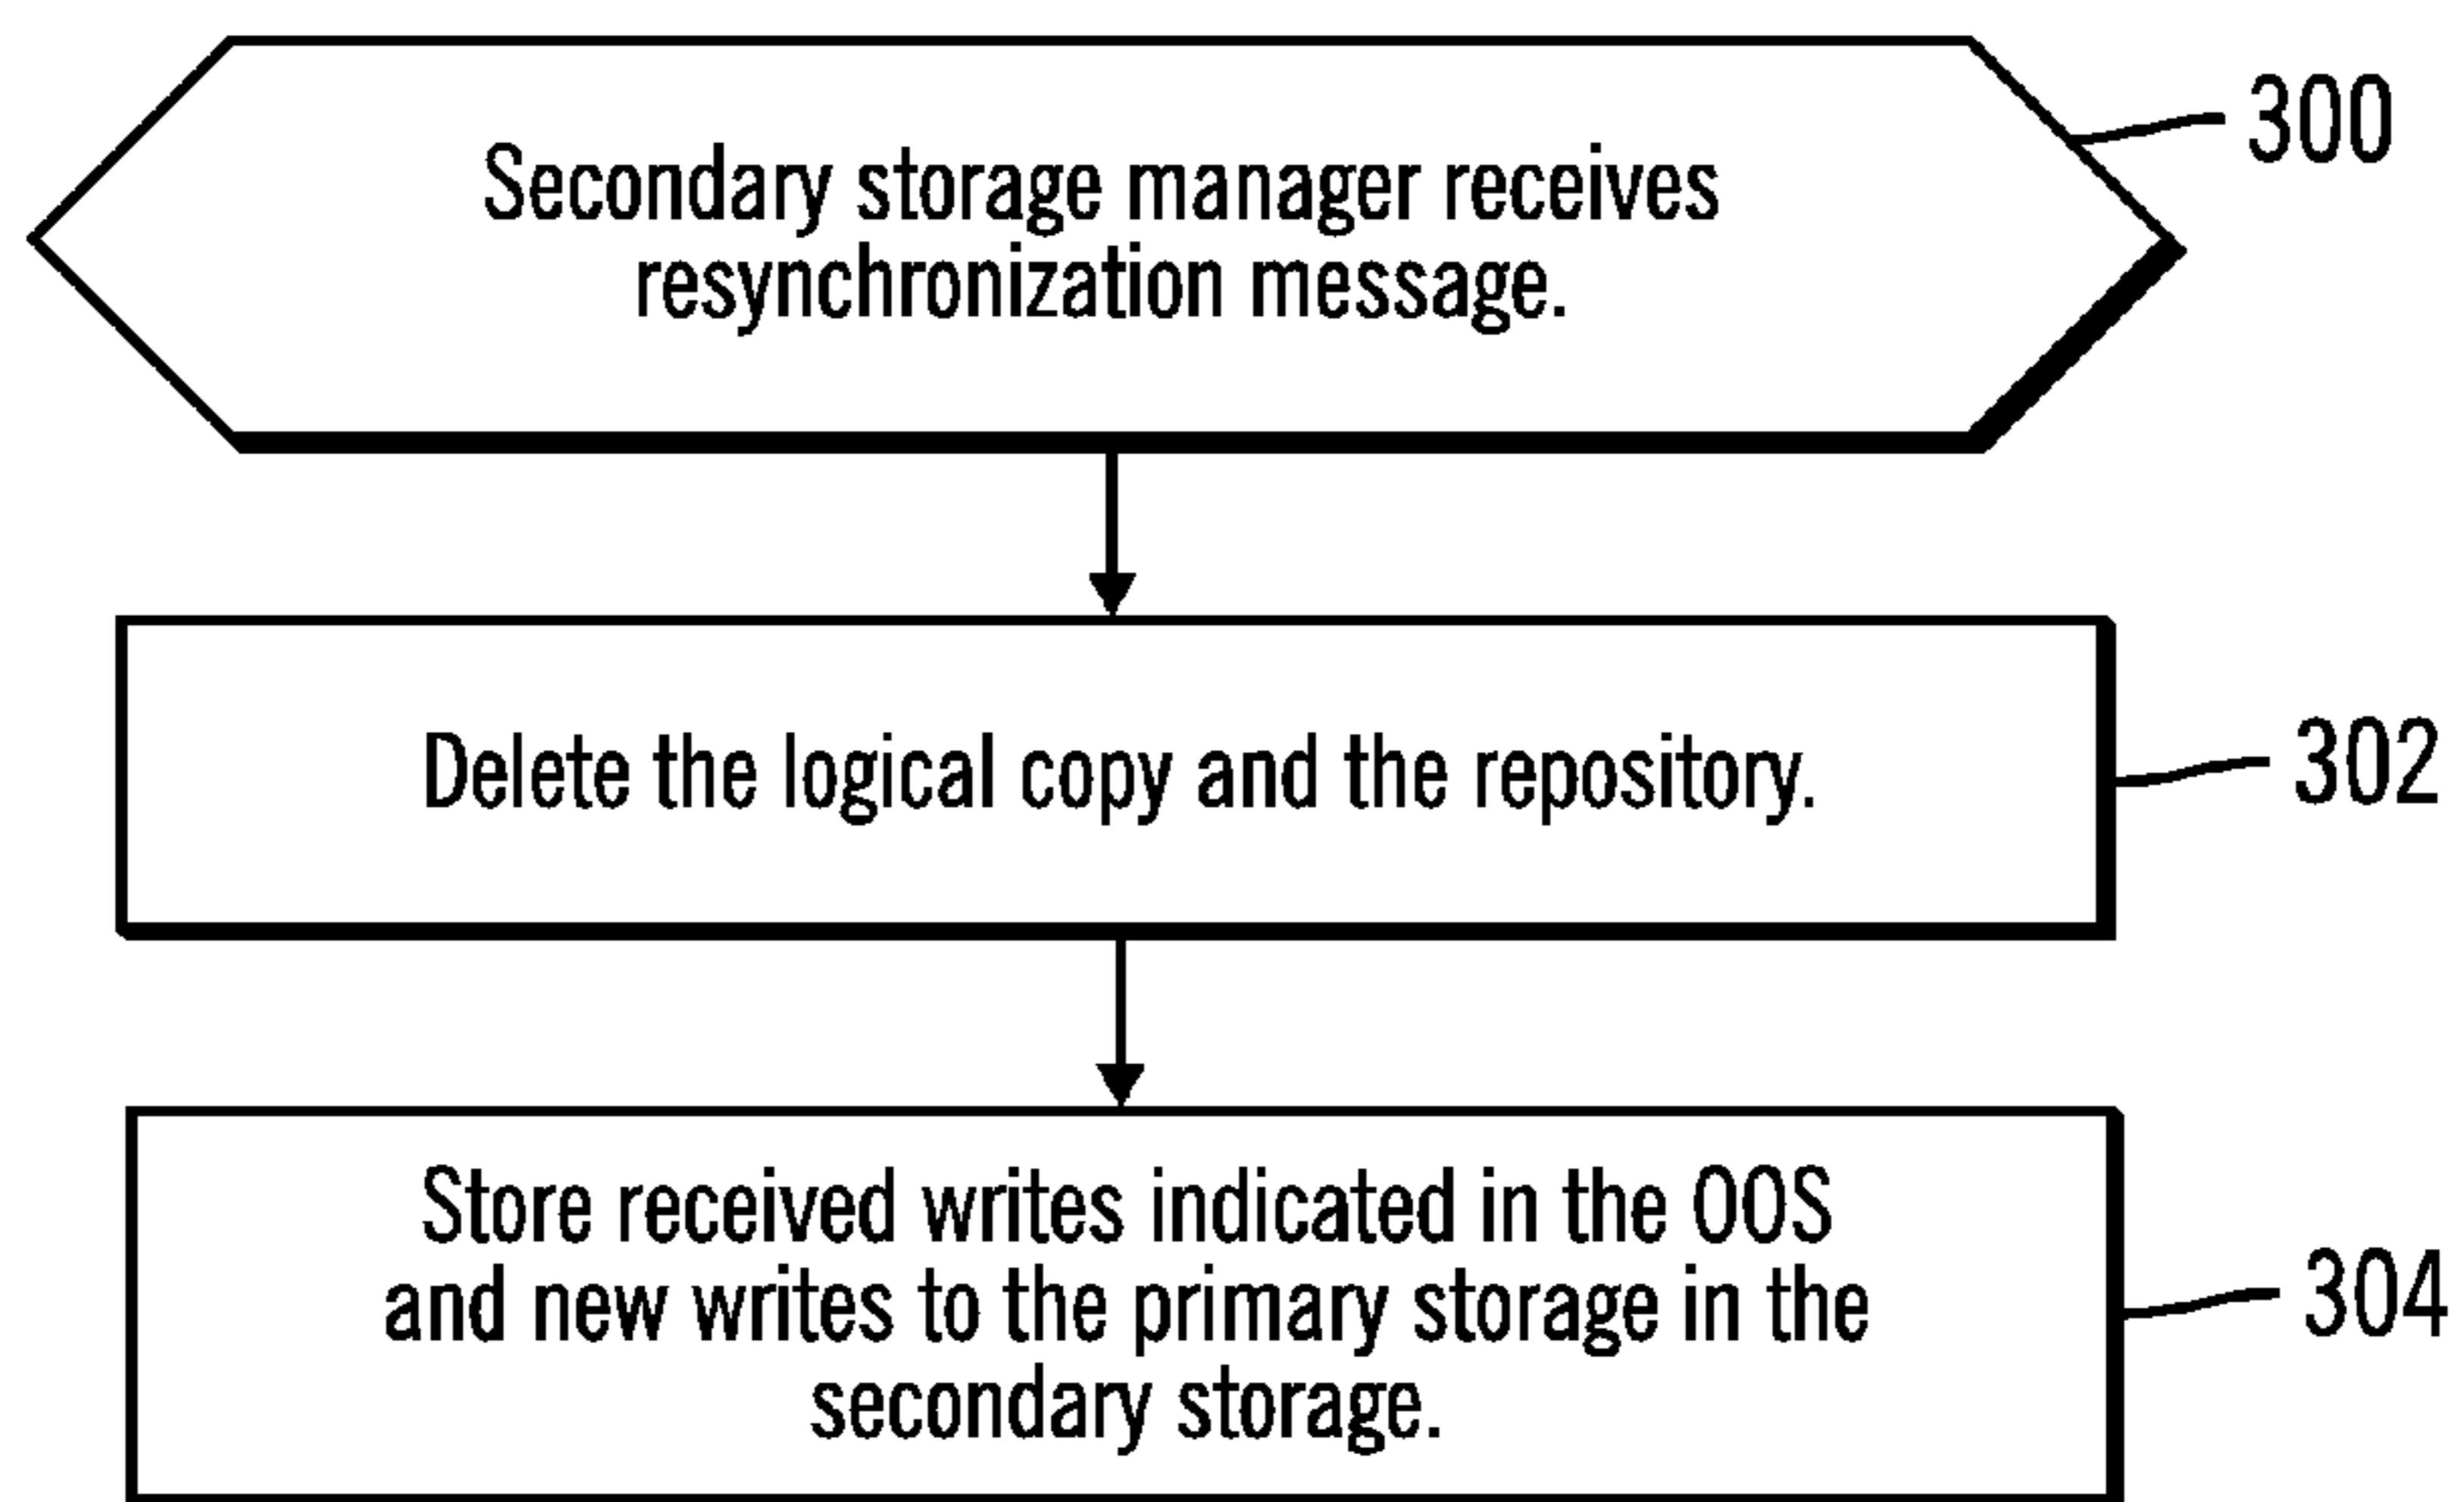 Secondary storage manager receives
resynchronization message.
300
Delete the logical copy and the repository.
302
Store received writes indicated in the OOS
and new writes to the primary storage in the
secondary storage.
304